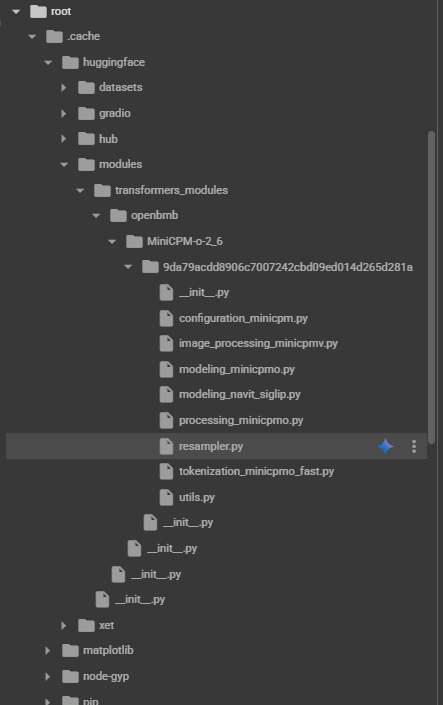 root
.cache
huggingface
datasets
gradio
hub
modules
transformers_modules
openbmb
MiniCPM-o-2_6
9da79acdd8906c7007242cbd09ed014d265d281a
__init__.py
configuration_minicpm.py
image_processing_minicpmv.py
modeling_minicpmo.py
modeling_navit_siglip.py
processing_minicpmo.py
resampler.py
tokenization_minicpmo_fast.py
utils.py
__init__.py
__init__.py
__init__.py
__init__.py
xet
matplotlib
node-gyp
pip